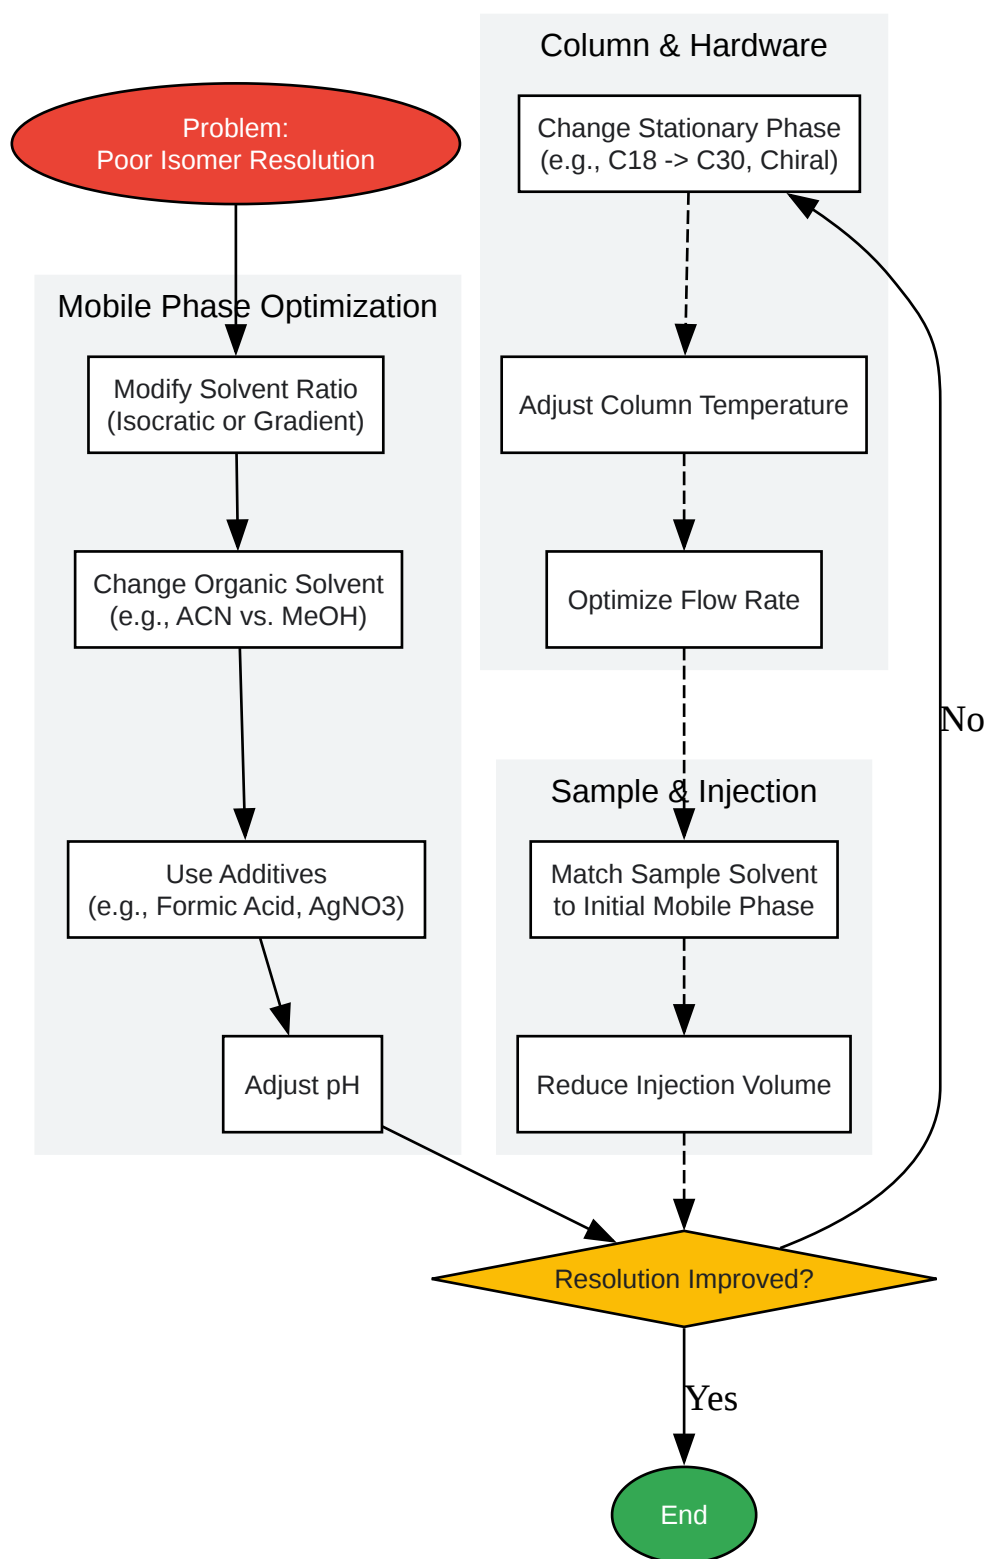 Problem:
Poor Isomer Resolution
Mobile Phase Optimization
Modify Solvent Ratio
(Isocratic or Gradient)
Change Organic Solvent
(e.g., ACN vs. MeOH)
Use Additives
(e.g., Formic Acid, AgNO3)
Adjust pH
Column & Hardware
Change Stationary Phase
(e.g., C18 -> C30, Chiral)
Adjust Column Temperature
Optimize Flow Rate
Sample & Injection
Match Sample Solvent
to Initial Mobile Phase
Reduce Injection Volume
Resolution Improved?
No
Yes
End